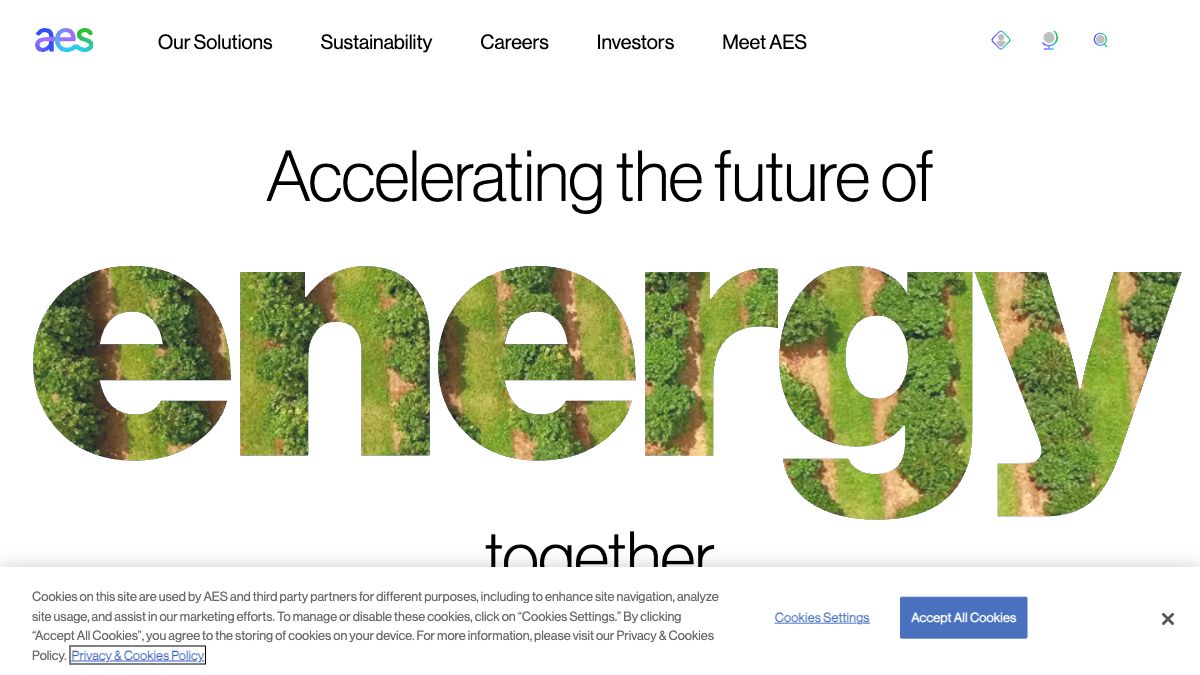 aes
Our Solutions
Sustainability
Careers
Investors
Meet AES
Accelerating the future of
energy
together
Cookies on this site are used by AES and third party partners for different purposes, including to enhance site navigation, analyze
site usage, and assist in our marketing efforts. To manage or disable these cookies, click on “Cookies Settings.” By clicking
“Accept All Cookies”, you agree to the storing of cookies on your device. For more information, please visit our Privacy & Cookies
Policy. Privacy & Cookies Policy
Cookies Settings
Accept All Cookies